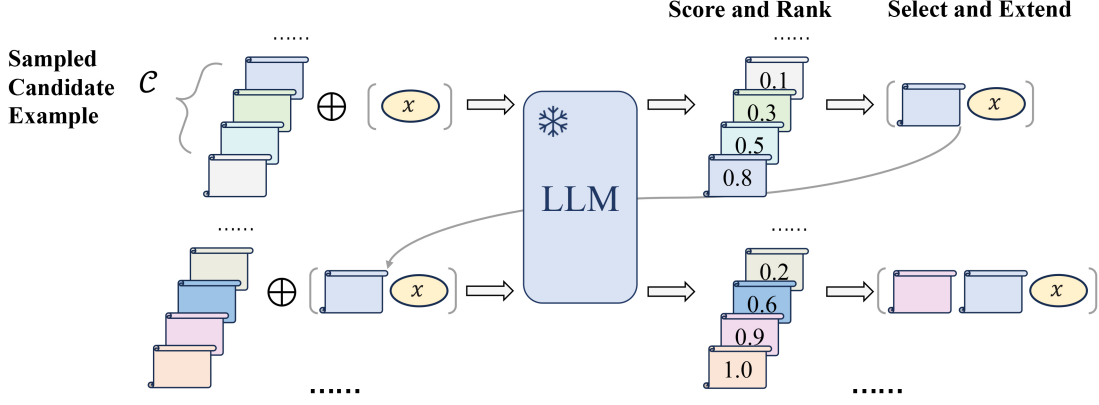 Score and Rank
Select and Extend
……
……
Sampled
Candidate
Example
C
x
0.1
0.3
0.5
0.8
x
LLM
……
……
x
0.2
0.6
0.9
1.0
x
……
……